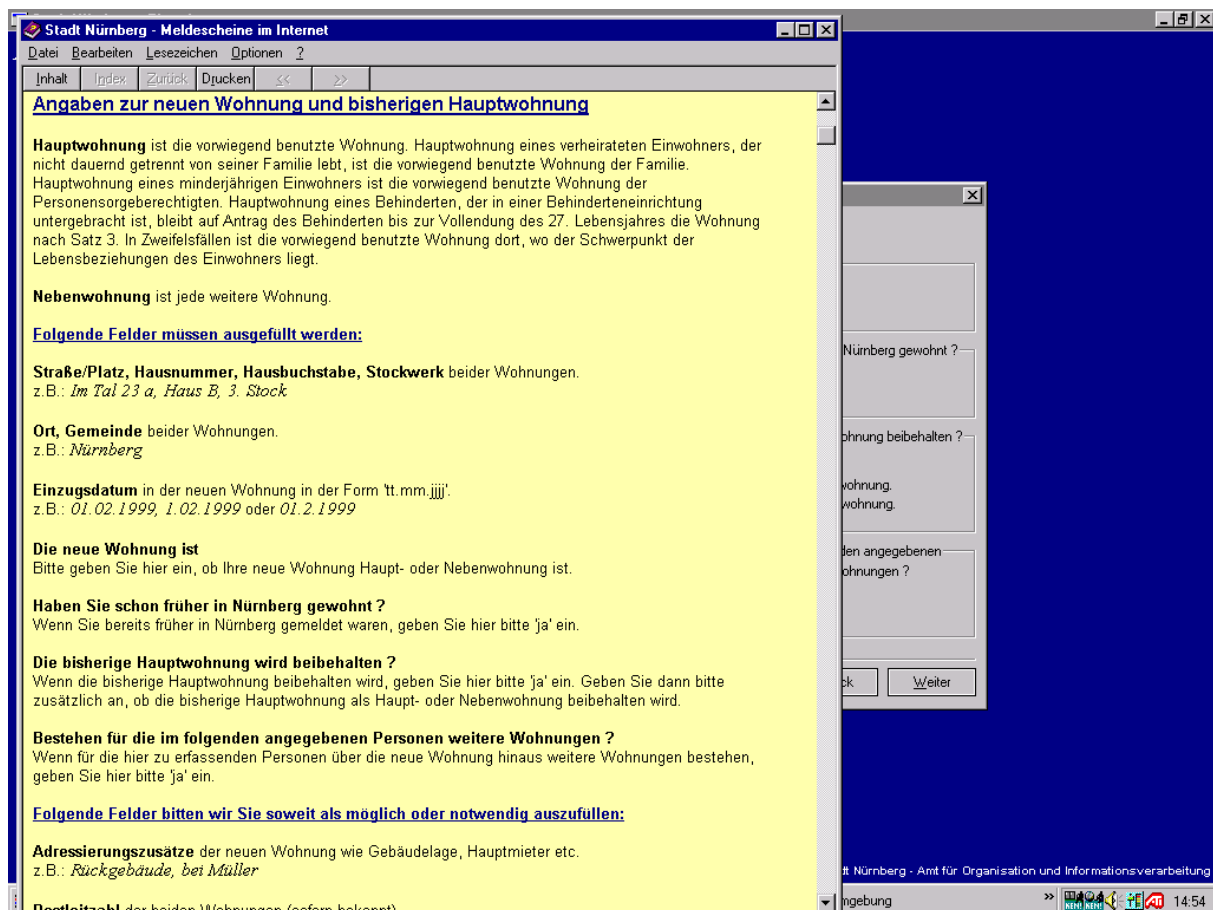 Stadt Nürnberg - Meldescheine im Internet
Datei Bearbeiten Lesezeichen Optionen ?
Inhalt Index Zurück Drucken << >>
Angaben zur neuen Wohnung und bisherigen Hauptwohnung
Hauptwohnung ist die vorwiegend benutzte Wohnung. Hauptwohnung eines verheirateten Einwohners, der
nicht dauernd getrennt von seiner Familie lebt, ist die vorwiegend benutzte Wohnung der Familie.
Hauptwohnung eines minderjährigen Einwohners ist die vorwiegend benutzte Wohnung der
Personensorgeberechtigten. Hauptwohnung eines Behinderten, der in einer Behinderteneinrichtung
untergebracht ist, bleibt auf Antrag des Behinderten bis zur Vollendung des 27. Lebensjahres die Wohnung
nach Satz 3. In Zweifelsfällen ist die vorwiegend benutzte Wohnung dort, wo der Schwerpunkt der
Lebensbeziehungen des Einwohners liegt.
Nebenwohnung ist jede weitere Wohnung.
Folgende Felder müssen ausgefüllt werden:
Straße/Platz, Hausnummer, Hausbuchstabe, Stockwerk beider Wohnungen.
z.B.: Im Tal 23 a, Haus B, 3. Stock
Ort, Gemeinde beider Wohnungen.
z.B.: Nürnberg
Einzugsdatum in der neuen Wohnung in der Form 'tt.mm.jjjj'.
z.B.: 01.02.1999, 1.02.1999 oder 01.2.1999
Die neue Wohnung ist
Bitte geben Sie hier ein, ob Ihre neue Wohnung Haupt- oder Nebenwohnung ist.
Haben Sie schon früher in Nürnberg gewohnt ?
Wenn Sie bereits früher in Nürnberg gemeldet waren, geben Sie hier bitte 'ja' ein.
Die bisherige Hauptwohnung wird beibehalten ?
Wenn die bisherige Hauptwohnung beibehalten wird, geben Sie hier bitte 'ja' ein. Geben Sie dann bitte
zusätzlich an, ob die bisherige Hauptwohnung als Haupt- oder Nebenwohnung beibehalten wird.
Bestehen für die im folgenden angegebenen Personen weitere Wohnungen ?
Wenn für die hier zu erfassenden Personen über die neue Wohnung hinaus weitere Wohnungen bestehen,
geben Sie hier bitte 'ja' ein.
Folgende Felder bitten wir Sie soweit als möglich oder notwendig auszufüllen:
Adressierungszusätze der neuen Wohnung wie Gebäudelage, Hauptmieter etc.
z.B.: Rückgebäude, bei Müller
Postleitzahl der beiden Wohnungen (sofern bekannt)
Nürnberg gewohnt ?
ohnung beibehalten ?
wohnung.
wohnung.
den angegebenen
ohnungen ?
ck Weiter
dt Nürnberg - Amt für Organisation und Informationsverarbeitung
mgebung » 14:54